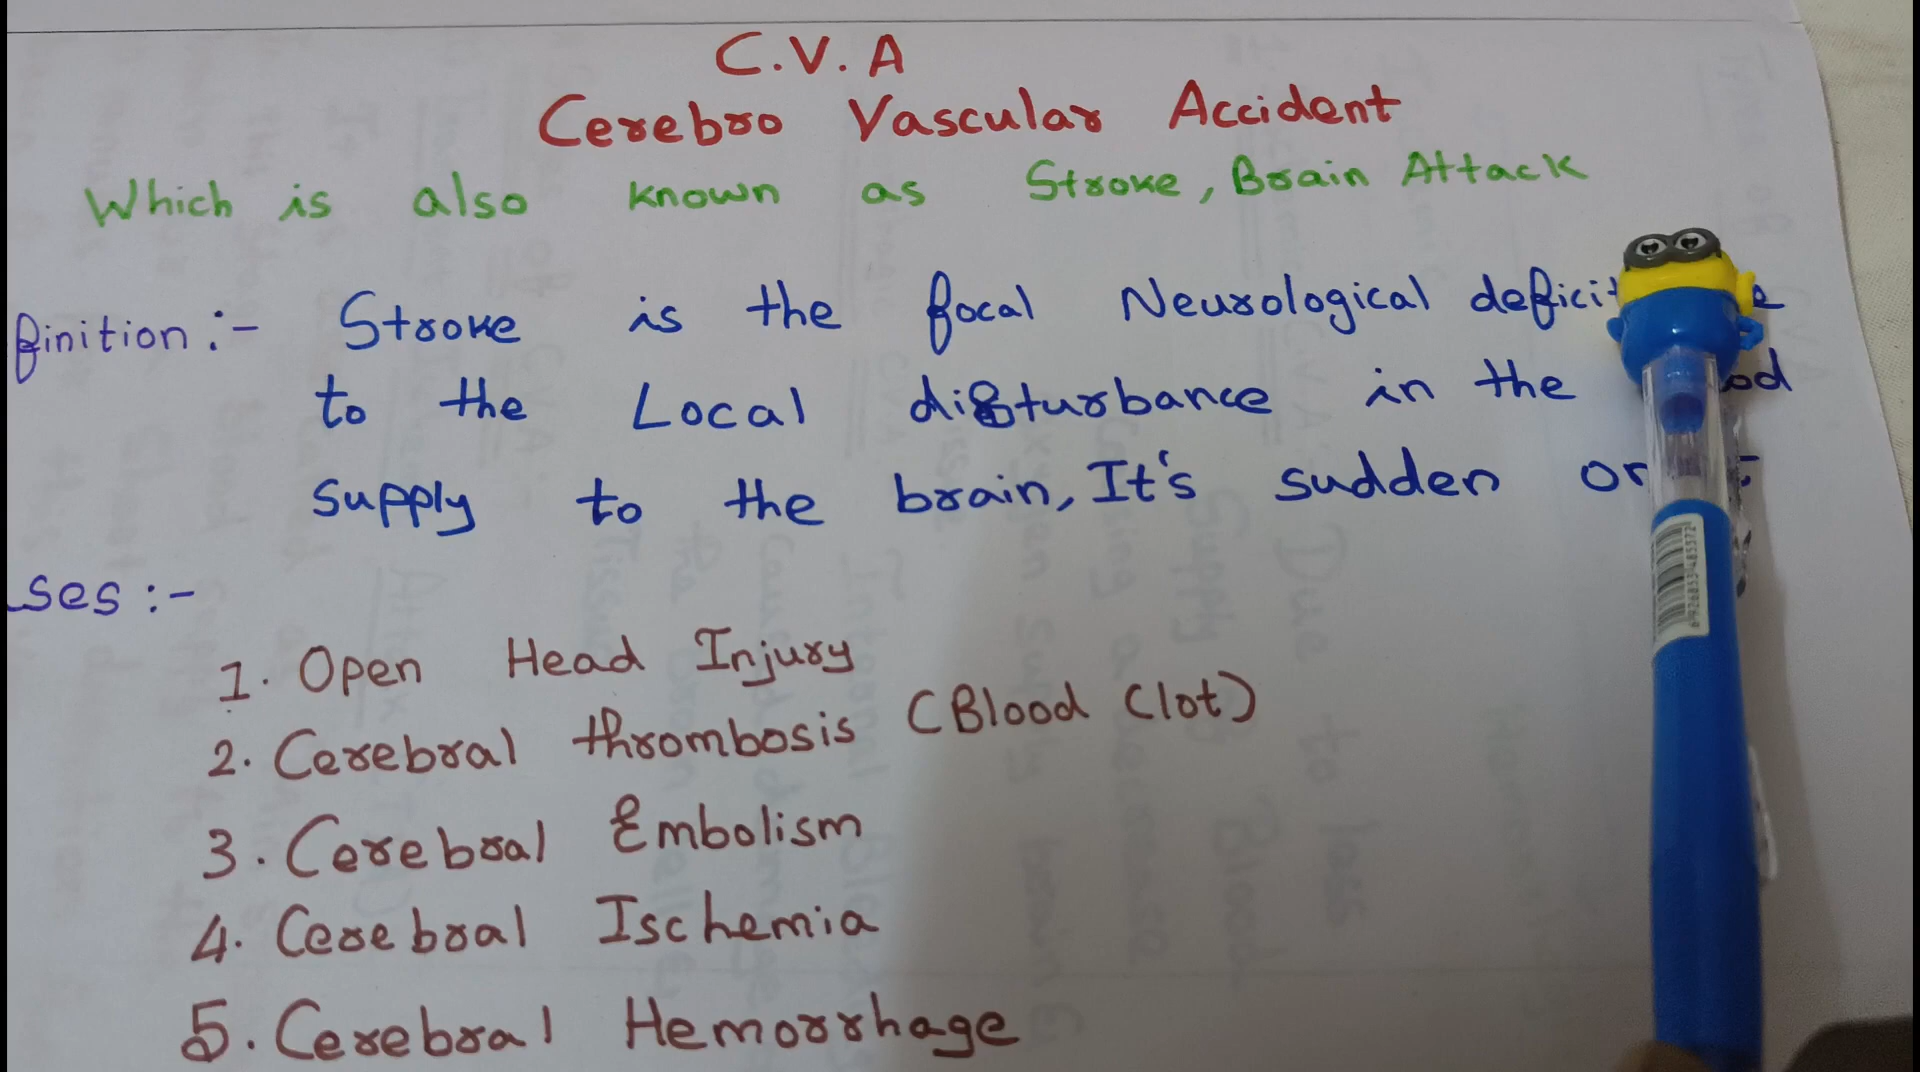 C.V.A
Cerebro Vascular Accident
Which is also known as Stroke, Brain Attack
finition :- Stroke is the focal Neurological defici
to the Local disturbance in the od
supply to the brain, It's sudden on
ses :-
1. Open Head Injury
2. Cerebral thrombosis (Blood Clot)
3. Cerebral Embolism
4. Cerebral Ischemia
5. Cerebral Hemorrhage